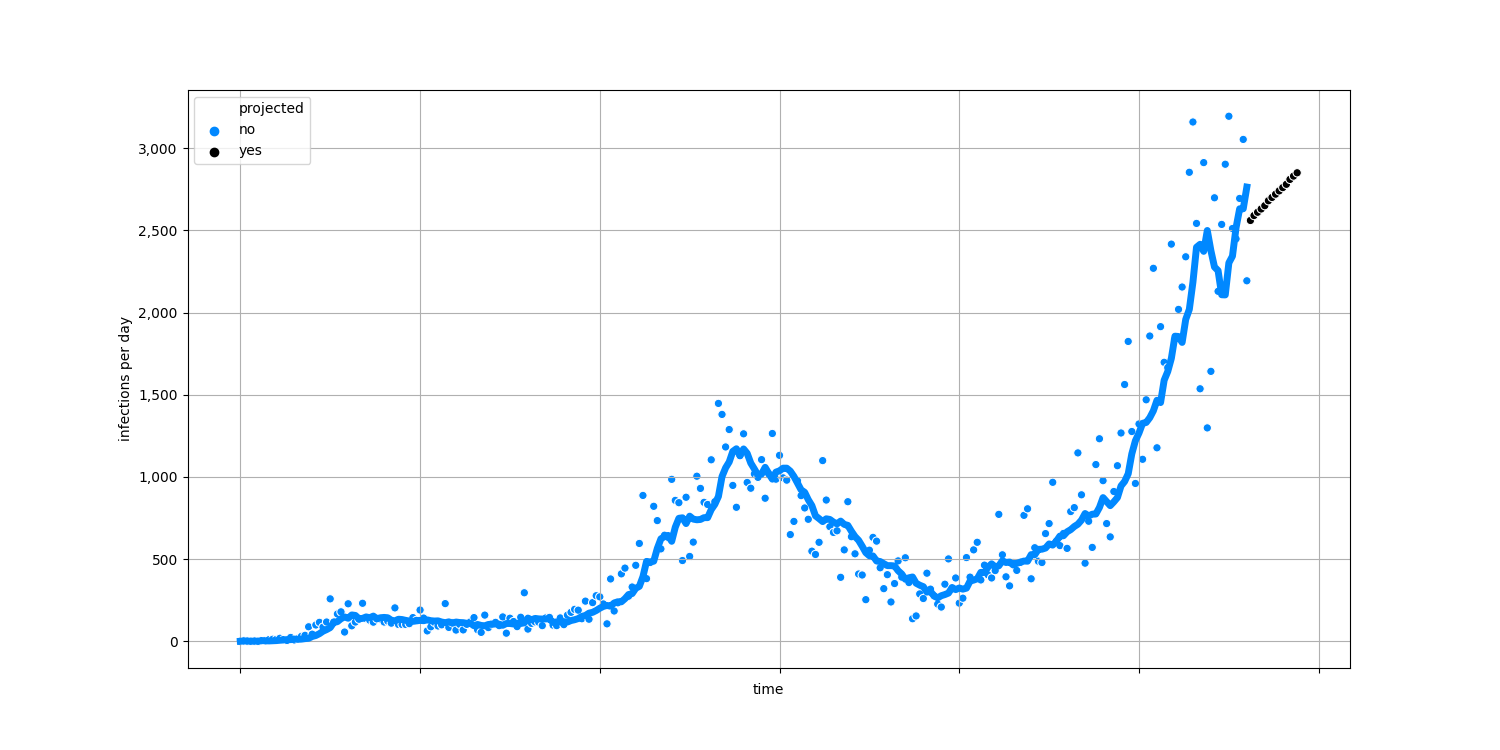 projected
no
yes
3,000
2,500
2,000
1,500
1,000
500
0
infections per day
time